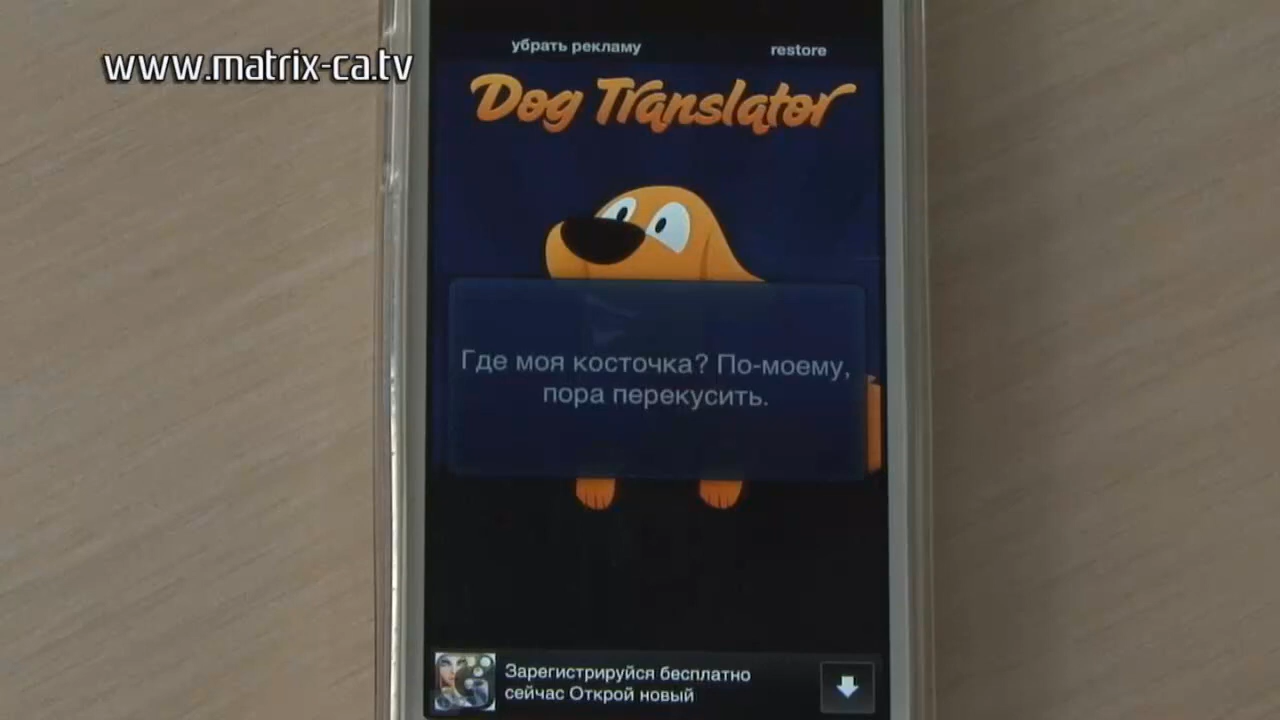 www.matrix-ca.tv
убрать рекламу
restore
Dog Translator
Где моя косточка? По-моему,
пора перекусить.
Зарегистрируйся бесплатно
сейчас Открой новый